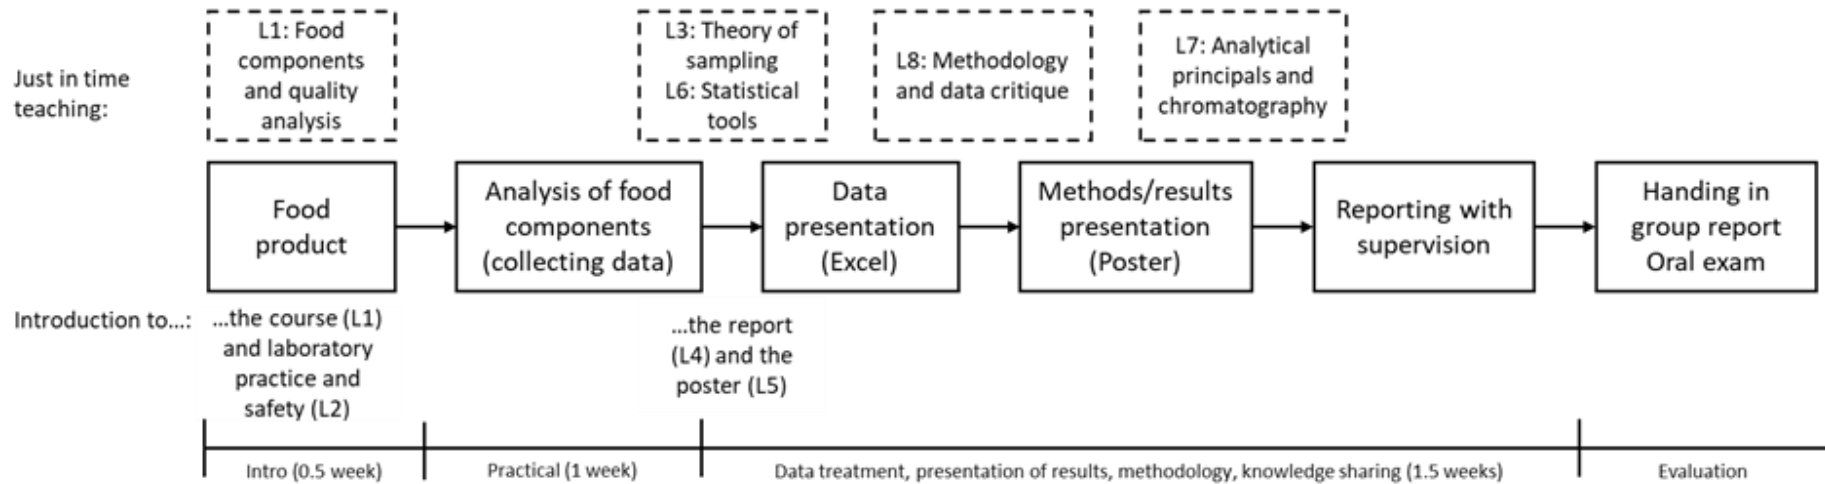 Just in time
teaching:
L1: Food
components
and quality
analysis
L3: Theory of
sampling
L6: Statistical
tools
L8: Methodology
and data critique
L7: Analytical
principals and
chromatography
Food
product
Analysis of food
components
(collecting data)
Data
presentation
(Excel)
Methods/results
presentation
(Poster)
Reporting with
supervision
Handing in
group report
Oral exam
Introduction to...:
...the course (L1)
and laboratory
practice and
safety (L2)
...the report
(L4) and the
poster (L5)
Intro (0.5 week)
Practical (1 week)
Data treatment, presentation of results, methodology, knowledge sharing (1.5 weeks)
Evaluation